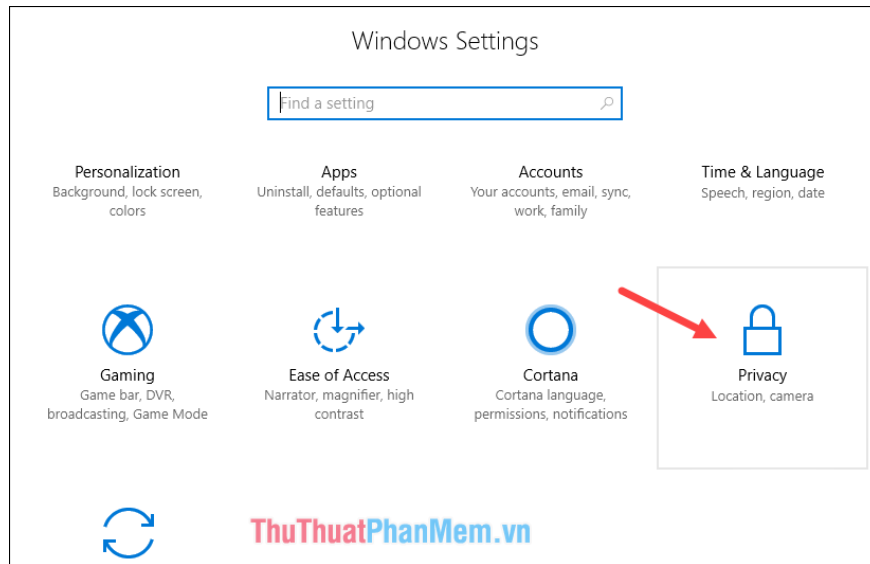 Windows Settings
Find a setting
Personalization
Background, lock screen,
colors
Apps
Uninstall, defaults, optional
features
Accounts
Your accounts, email, sync,
work, family
Time & Language
Speech, region, date
Gaming
Game bar, DVR,
broadcasting, Game Mode
Ease of Access
Narrator, magnifier, high
contrast
Cortana
Cortana language,
permissions, notifications
Privacy
Location, camera
ThuThuatPhanMem.vn